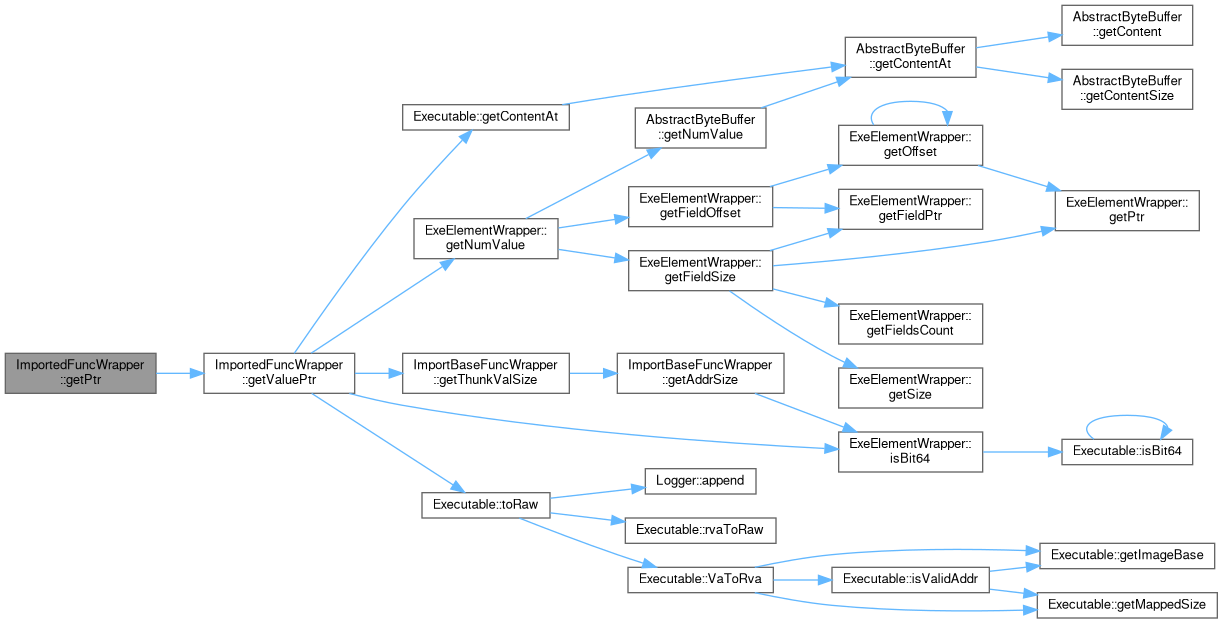 ImportedFuncWrapper
::getPtr
ImportedFuncWrapper
::getValuePtr
Executable::getContentAt
ExeElementWrapper::
getNumValue
ImportBaseFuncWrapper
::getThunkValSize
Executable::toRaw
AbstractByteBuffer
::getNumValue
ExeElementWrapper::
getFieldOffset
ExeElementWrapper::
getFieldSize
ImportBaseFuncWrapper
::getAddrSize
Logger::append
Executable::rvaToRaw
Executable::VaToRva
AbstractByteBuffer
::getContentAt
ExeElementWrapper::
getOffset
ExeElementWrapper::
getFieldPtr
ExeElementWrapper::
getFieldsCount
ExeElementWrapper::
getSize
ExeElementWrapper::
isBit64
Executable::isValidAddr
AbstractByteBuffer
::getContent
AbstractByteBuffer
::getContentSize
ExeElementWrapper::
getPtr
Executable::isBit64
Executable::getImageBase
Executable::getMappedSize